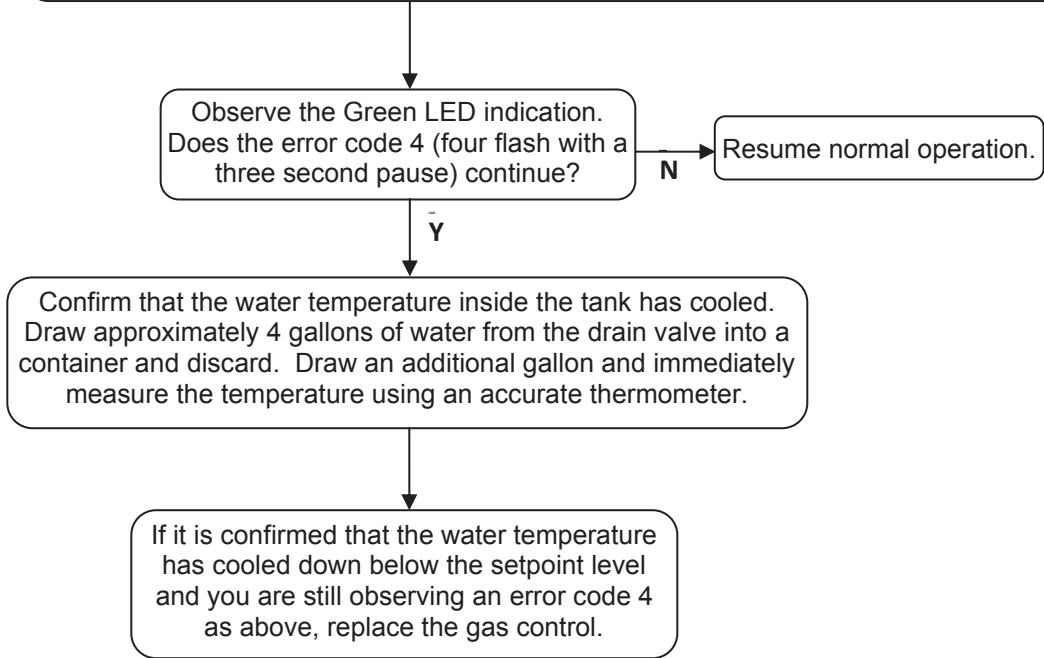 Observe the Green LED indication.
Does the error code 4 (four flash with a
three second pause) continue?
N
Resume normal operation.
Y
Confirm that the water temperature inside the tank has cooled.
Draw approximately 4 gallons of water from the drain valve into a
container and discard.  Draw an additional gallon and immediately
measure the temperature using an accurate thermometer.
If it is confirmed that the water temperature
has cooled down below the setpoint level
and you are still observing an error code 4
as above, replace the gas control.